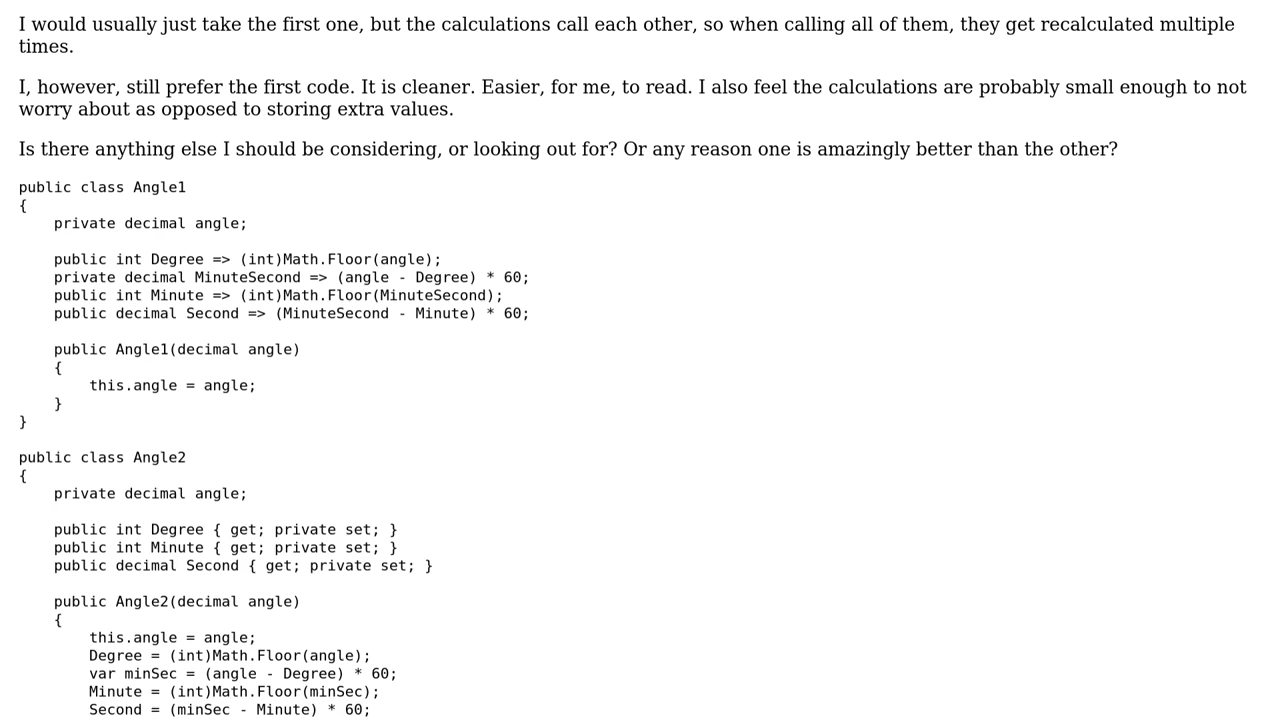 I would usually just take the first one, but the calculations call each other, so when calling all of them, they get recalculated multiple
times.
I, however, still prefer the first code. It is cleaner. Easier, for me, to read. I also feel the calculations are probably small enough to not
worry about as opposed to storing extra values.
Is there anything else I should be considering, or looking out for? Or any reason one is amazingly better than the other?
public class Angle1
{
    private decimal angle;

    public int Degree => (int)Math.Floor(angle);
    private decimal MinuteSecond => (angle - Degree) * 60;
    public int Minute => (int)Math.Floor(MinuteSecond);
    public decimal Second => (MinuteSecond - Minute) * 60;

    public Angle1(decimal angle)
    {
        this.angle = angle;
    }
}

public class Angle2
{
    private decimal angle;

    public int Degree { get; private set; }
    public int Minute { get; private set; }
    public decimal Second { get; private set; }

    public Angle2(decimal angle)
    {
        this.angle = angle;
        Degree = (int)Math.Floor(angle);
        var minSec = (angle - Degree) * 60;
        Minute = (int)Math.Floor(minSec);
        Second = (minSec - Minute) * 60;